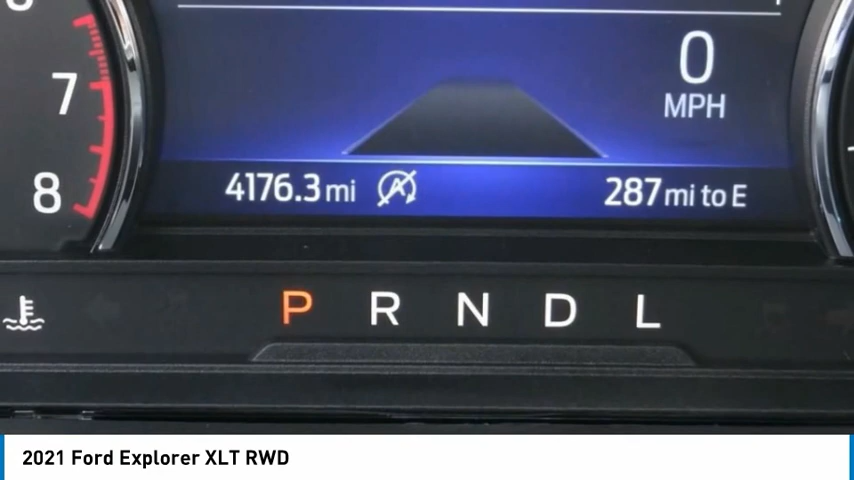 0
MPH
7
8
4176.3 mi
287 mi to E
P R N D L
2021 Ford Explorer XLT RWD